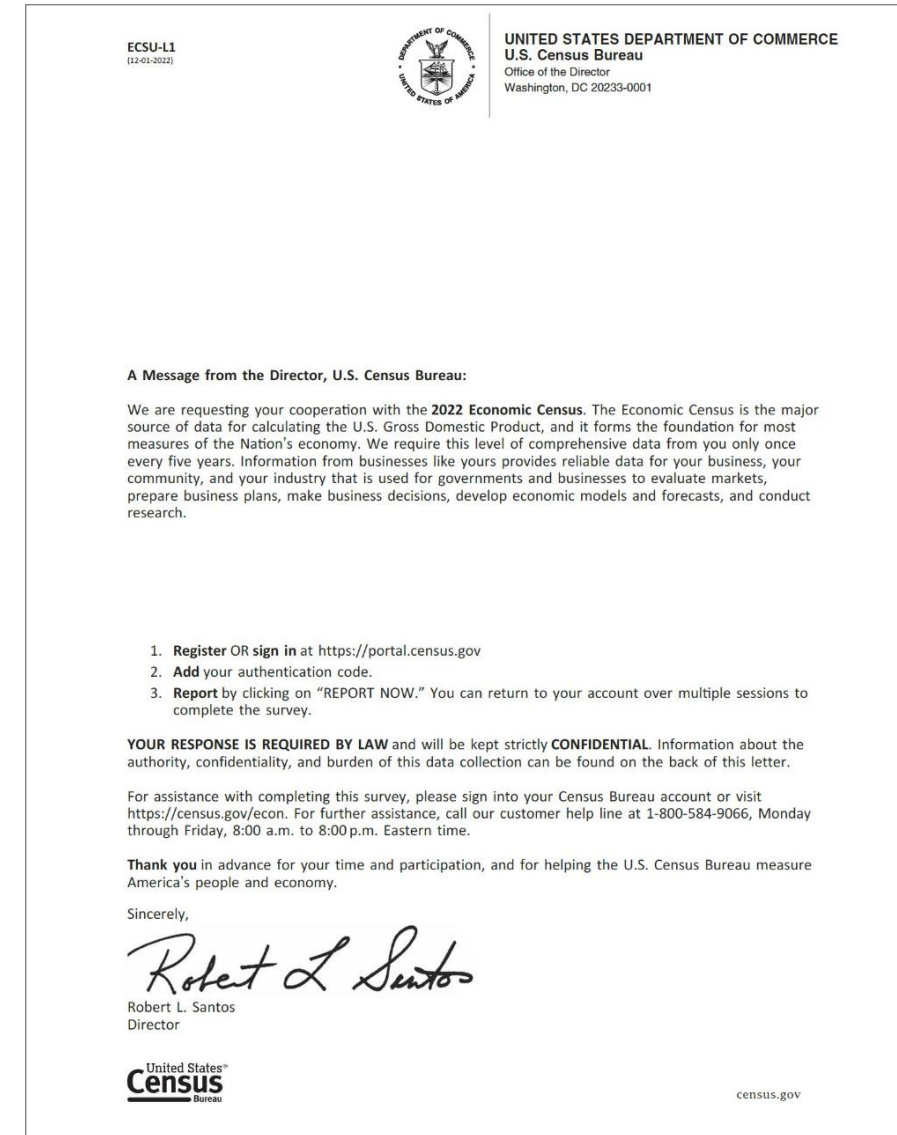 ECSU-L1
(12-01-2022)
DEPARTMENT OF COMMERCE
UNITED STATES OF AMERICA
UNITED STATES DEPARTMENT OF COMMERCE
U.S. Census Bureau
Office of the Director
Washington, DC 20233-0001
A Message from the Director, U.S. Census Bureau:
We are requesting your cooperation with the 2022 Economic Census. The Economic Census is the major
source of data for calculating the U.S. Gross Domestic Product, and it forms the foundation for most
measures of the Nation's economy. We require this level of comprehensive data from you only once
every five years. Information from businesses like yours provides reliable data for your business, your
community, and your industry that is used for governments and businesses to evaluate markets,
prepare business plans, make business decisions, develop economic models and forecasts, and conduct
research.
1. Register OR sign in at https://portal.census.gov
2. Add your authentication code.
3. Report by clicking on “REPORT NOW.” You can return to your account over multiple sessions to
complete the survey.
YOUR RESPONSE IS REQUIRED BY LAW and will be kept strictly CONFIDENTIAL. Information about the
authority, confidentiality, and burden of this data collection can be found on the back of this letter.
For assistance with completing this survey, please sign into your Census Bureau account or visit
https://census.gov/econ. For further assistance, call our customer help line at 1-800-584-9066, Monday
through Friday, 8:00 a.m. to 8:00 p.m. Eastern time.
Thank you in advance for your time and participation, and for helping the U.S. Census Bureau measure
America's people and economy.
Sincerely,
Robert L Santos
Robert L. Santos
Director
United States®
Census
Bureau
census.gov